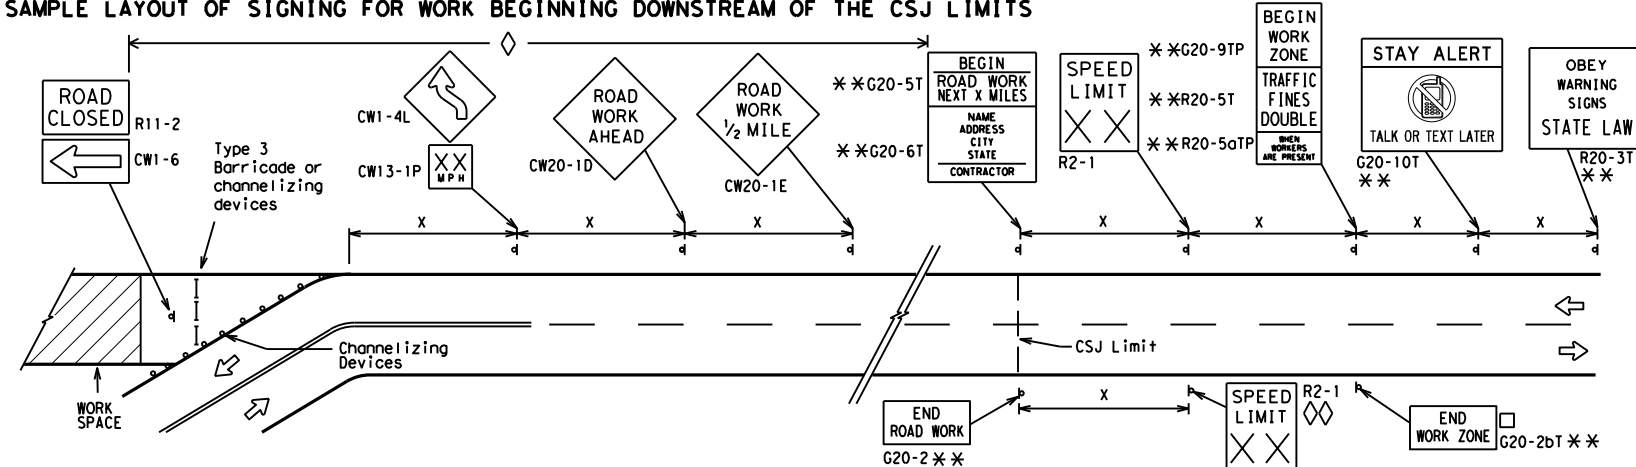 SAMPLE LAYOUT OF SIGNING FOR WORK BEGINNING DOWNSTREAM OF THE CSJ LIMITS
ROAD
CLOSED
R11-2
CW1-6
Type 3
Barricade or
channelizing
devices
CW1-4L
CW13-1P
XX
MPH
ROAD
WORK
AHEAD
CW20-1D
ROAD
WORK
1/2 MILE
CW20-1E
**G20-5T
**G20-6T
BEGIN
ROAD WORK
NEXT X MILES
NAME
ADDRESS
CITY
STATE
CONTRACTOR
SPEED
LIMIT
XX
R2-1
**G20-9TP
**R20-5T
**R20-5aTP
BEGIN
WORK
ZONE
TRAFFIC
FINES
DOUBLE
WHEN
WORKERS
ARE PRESENT
STAY ALERT
TALK OR TEXT LATER
G20-10T
**
OBEY
WARNING
SIGNS
STATE LAW
R20-3T
**
X
X
X
X
X
X
X
Channelizing
Devices
CSJ Limit
WORK
SPACE
END
ROAD WORK
G20-2 **
X
SPEED
LIMIT
XX
R2-1
END
WORK ZONE
G20-2bT **